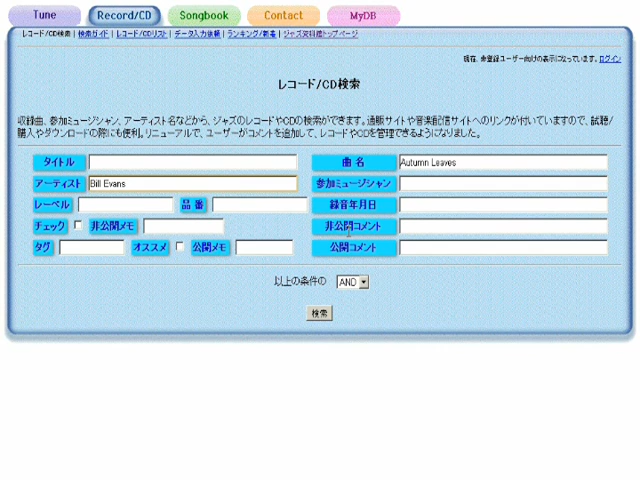 Tune Record/CD Songbook Contact MyDB
レコード/CD検索 | 検索ガイド | レコード/CDリスト | データ入力依頼 | ランキング/新着 | ジャズ資料館トップページ
現在、非登録ユーザー向けの表示になっています。ログイン
レコード/CD検索
収録曲、参加ミュージシャン、アーティスト名などから、ジャズのレコードやCDの検索ができます。通販サイトや音楽配信サイトへのリンクが付いていますので、試聴/
購入やダウンロードの際にも便利。リニューアルで、ユーザーがコメントを追加して、レコードやCDを管理できるようになりました。
タイトル 曲 名 Autumn Leaves
アーティスト Bill Evans 参加ミュージシャン
レーベル 品 番 録音年月日
チェック 非公開メモ 非公開コメント
タグ オススメ 公開メモ 公開コメント
以上の条件の AND
検索